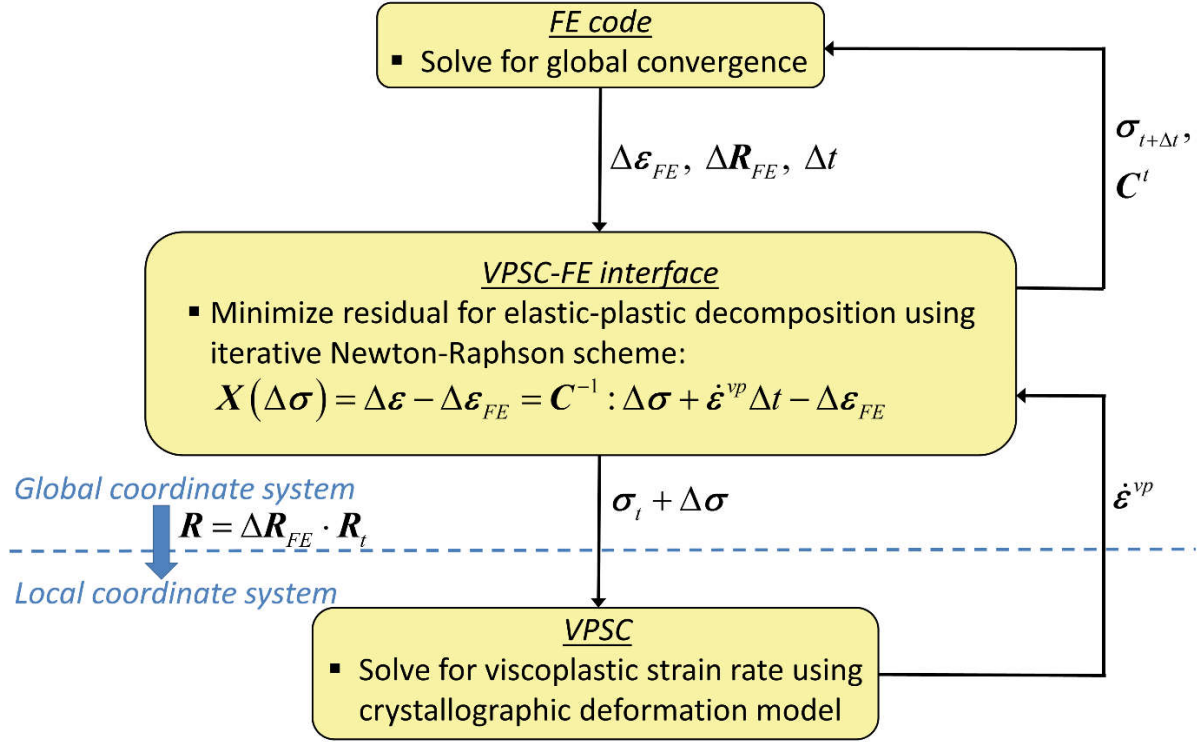 FE code
▪ Solve for global convergence
Δε_FE, ΔR_FE, Δt
σ_{t+Δt},
C^t
VPSC-FE interface
▪ Minimize residual for elastic-plastic decomposition using
iterative Newton-Raphson scheme:
X(Δσ) = Δε − Δε_FE = C^{−1} : Δσ + ε̇^{vp}Δt − Δε_FE
Global coordinate system
R = ΔR_FE · R_t
σ_t + Δσ
ε̇^{vp}
Local coordinate system
VPSC
▪ Solve for viscoplastic strain rate using
crystallographic deformation model